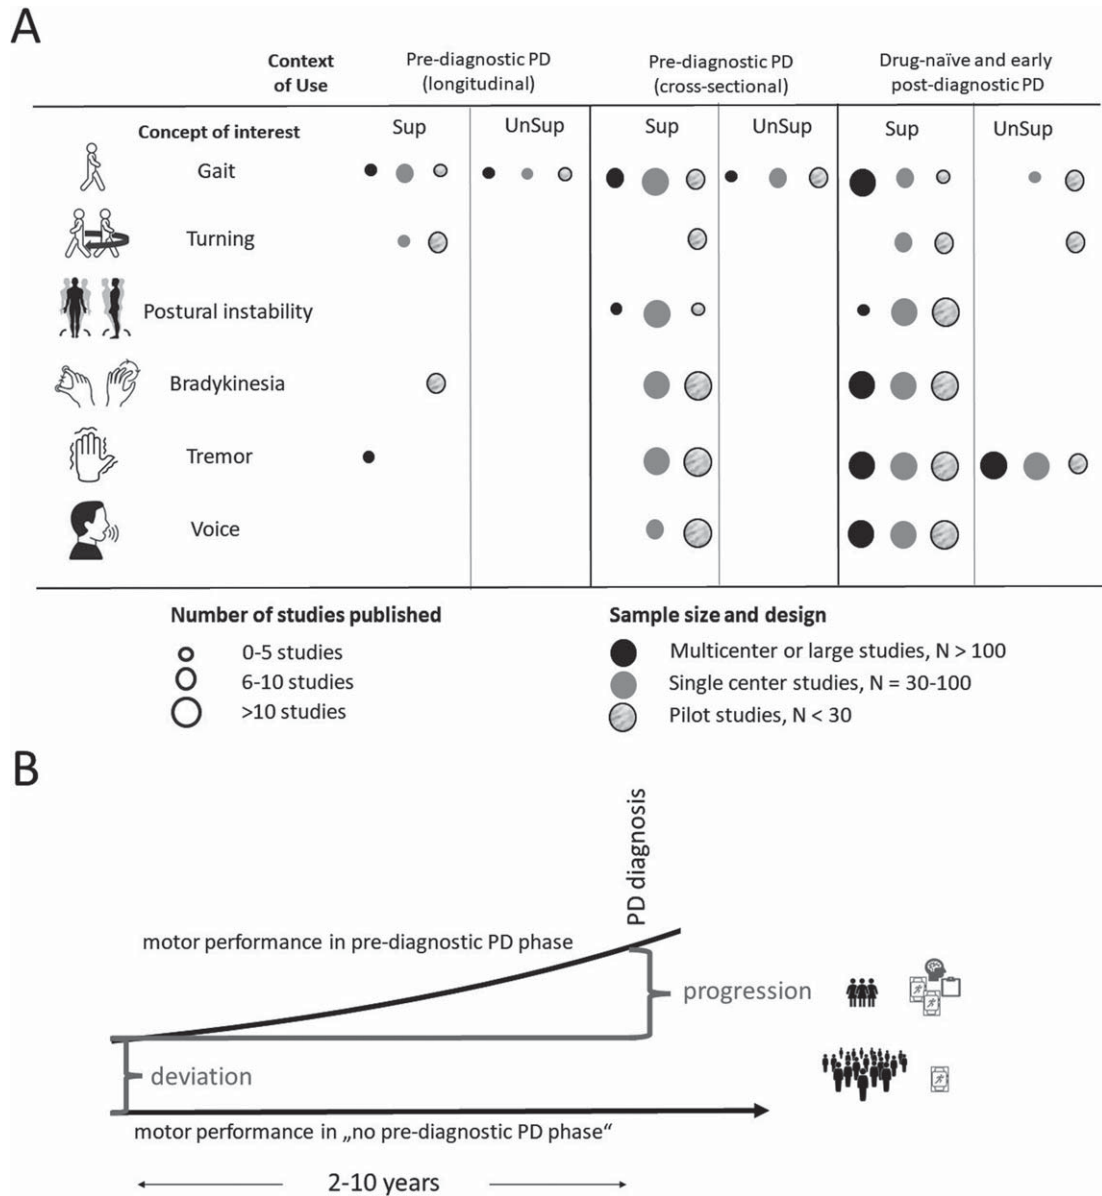 A
Context
of Use
Pre-diagnostic PD
(longitudinal)
Pre-diagnostic PD
(cross-sectional)
Drug-naïve and early
post-diagnostic PD
Concept of interest
Sup
UnSup
Sup
UnSup
Sup
UnSup
Gait
Turning
Postural instability
Bradykinesia
Tremor
Voice
Number of studies published
0-5 studies
6-10 studies
>10 studies
Sample size and design
Multicenter or large studies, N > 100
Single center studies, N = 30-100
Pilot studies, N < 30
B
PD diagnosis
motor performance in pre-diagnostic PD phase
progression
deviation
motor performance in „no pre-diagnostic PD phase“
2-10 years